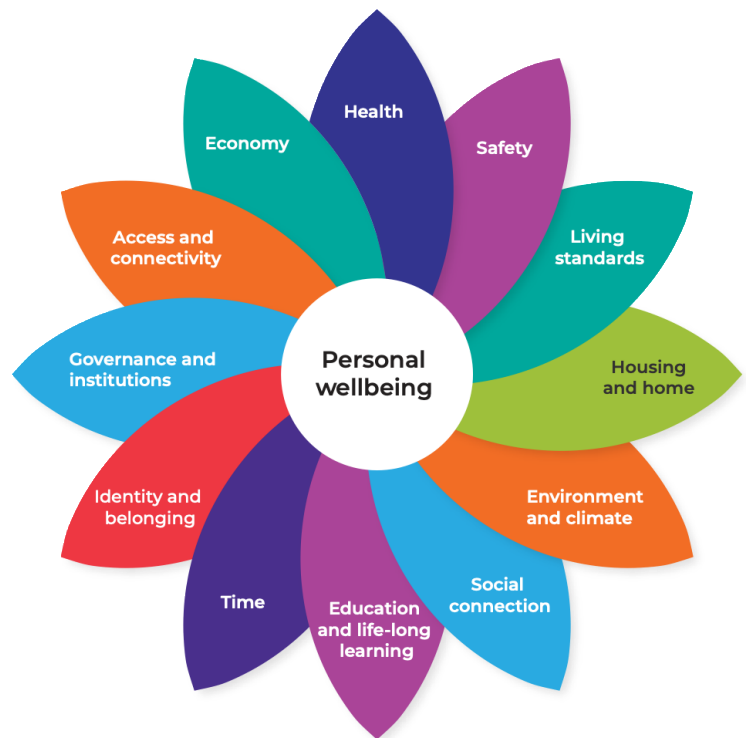 Health
Safety
Living
standards
Housing
and home
Environment
and climate
Social
connection
Education
and life-long
learning
Time
Identity and
belonging
Governance and
institutions
Access and
connectivity
Economy
Personal
wellbeing